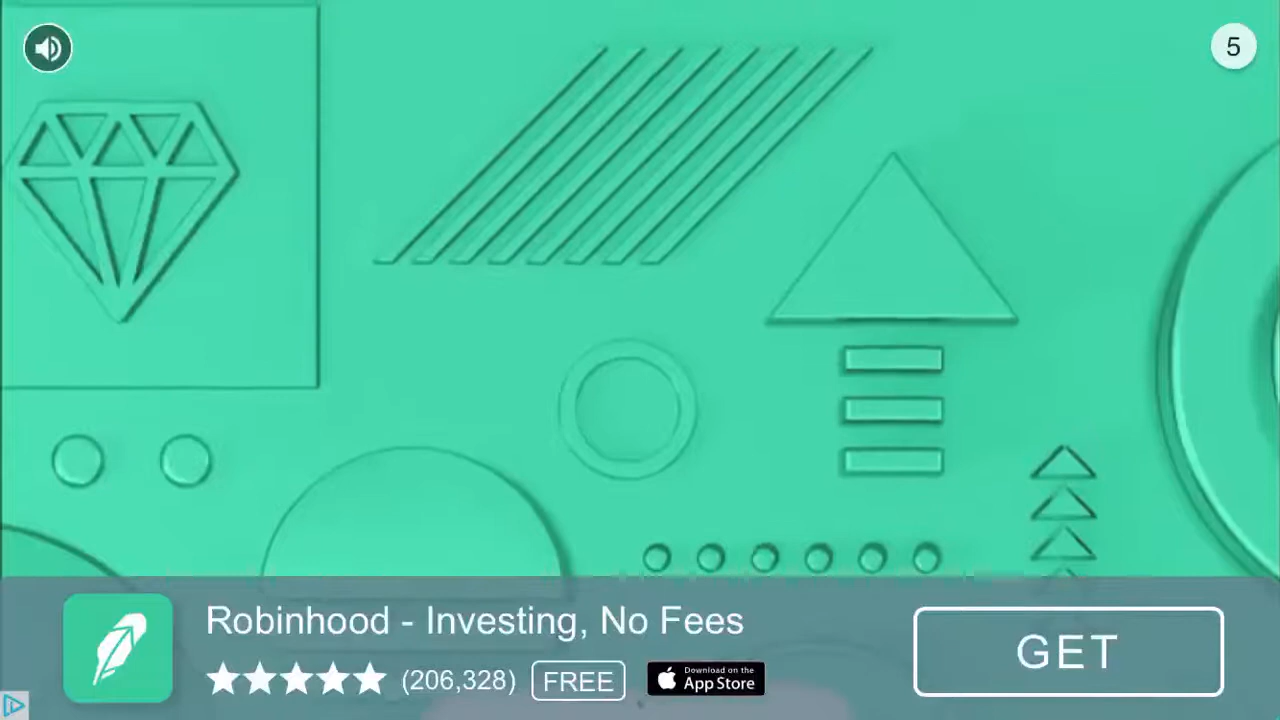 5
Robinhood - Investing, No Fees
(206,328)
FREE
Download on the
App Store
GET